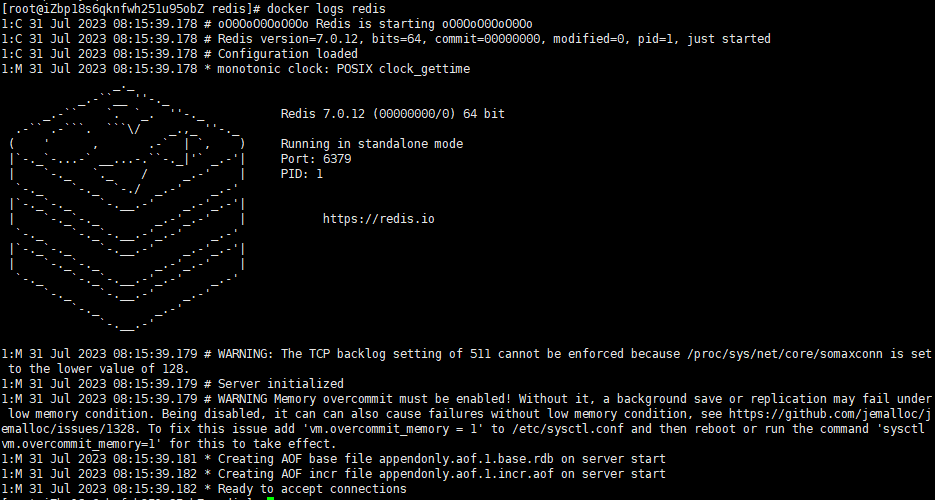 [root@iZbp18s6qknfwh251u95obZ redis]# docker logs redis
1:C 31 Jul 2023 08:15:39.178 # oO0OoO0OoO0Oo Redis is starting oO0OoO0OoO0Oo
1:C 31 Jul 2023 08:15:39.178 # Redis version=7.0.12, bits=64, commit=00000000, modified=0, pid=1, just started
1:C 31 Jul 2023 08:15:39.178 # Configuration loaded
1:M 31 Jul 2023 08:15:39.178 * monotonic clock: POSIX clock_gettime
Redis 7.0.12 (00000000/0) 64 bit
Running in standalone mode
Port: 6379
PID: 1
https://redis.io
1:M 31 Jul 2023 08:15:39.179 # WARNING: The TCP backlog setting of 511 cannot be enforced because /proc/sys/net/core/somaxconn is set
to the lower value of 128.
1:M 31 Jul 2023 08:15:39.179 # Server initialized
1:M 31 Jul 2023 08:15:39.179 # WARNING Memory overcommit must be enabled! Without it, a background save or replication may fail under
low memory condition. Being disabled, it can can also cause failures without low memory condition, see https://github.com/jemalloc/j
emalloc/issues/1328. To fix this issue add 'vm.overcommit_memory = 1' to /etc/sysctl.conf and then reboot or run the command 'sysctl
vm.overcommit_memory=1' for this to take effect.
1:M 31 Jul 2023 08:15:39.181 * Creating AOF base file appendonly.aof.1.base.rdb on server start
1:M 31 Jul 2023 08:15:39.182 * Creating AOF incr file appendonly.aof.1.incr.aof on server start
1:M 31 Jul 2023 08:15:39.182 * Ready to accept connections